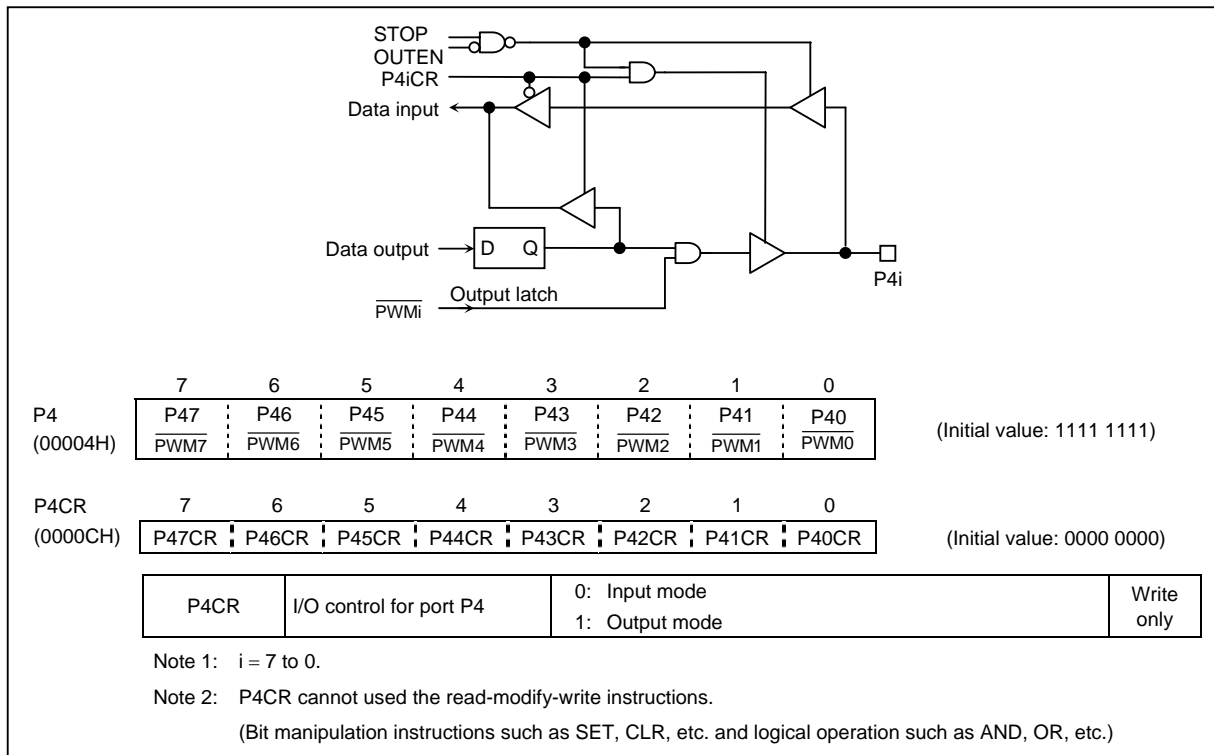 STOP
OUTEN
P4iCR
Data input
Data output
D Q
P4i
Output latch
PWMi
7 6 5 4 3 2 1 0
P4 P47 P46 P45 P44 P43 P42 P41 P40
(00004H) PWM7 PWM6 PWM5 PWM4 PWM3 PWM2 PWM1 PWM0 (Initial value: 1111 1111)
P4CR 7 6 5 4 3 2 1 0
(0000CH) P47CR P46CR P45CR P44CR P43CR P42CR P41CR P40CR (Initial value: 0000 0000)
P4CR I/O control for port P4 0: Input mode Write
1: Output mode only
Note 1: i = 7 to 0.
Note 2: P4CR cannot used the read-modify-write instructions.
(Bit manipulation instructions such as SET, CLR, etc. and logical operation such as AND, OR, etc.)